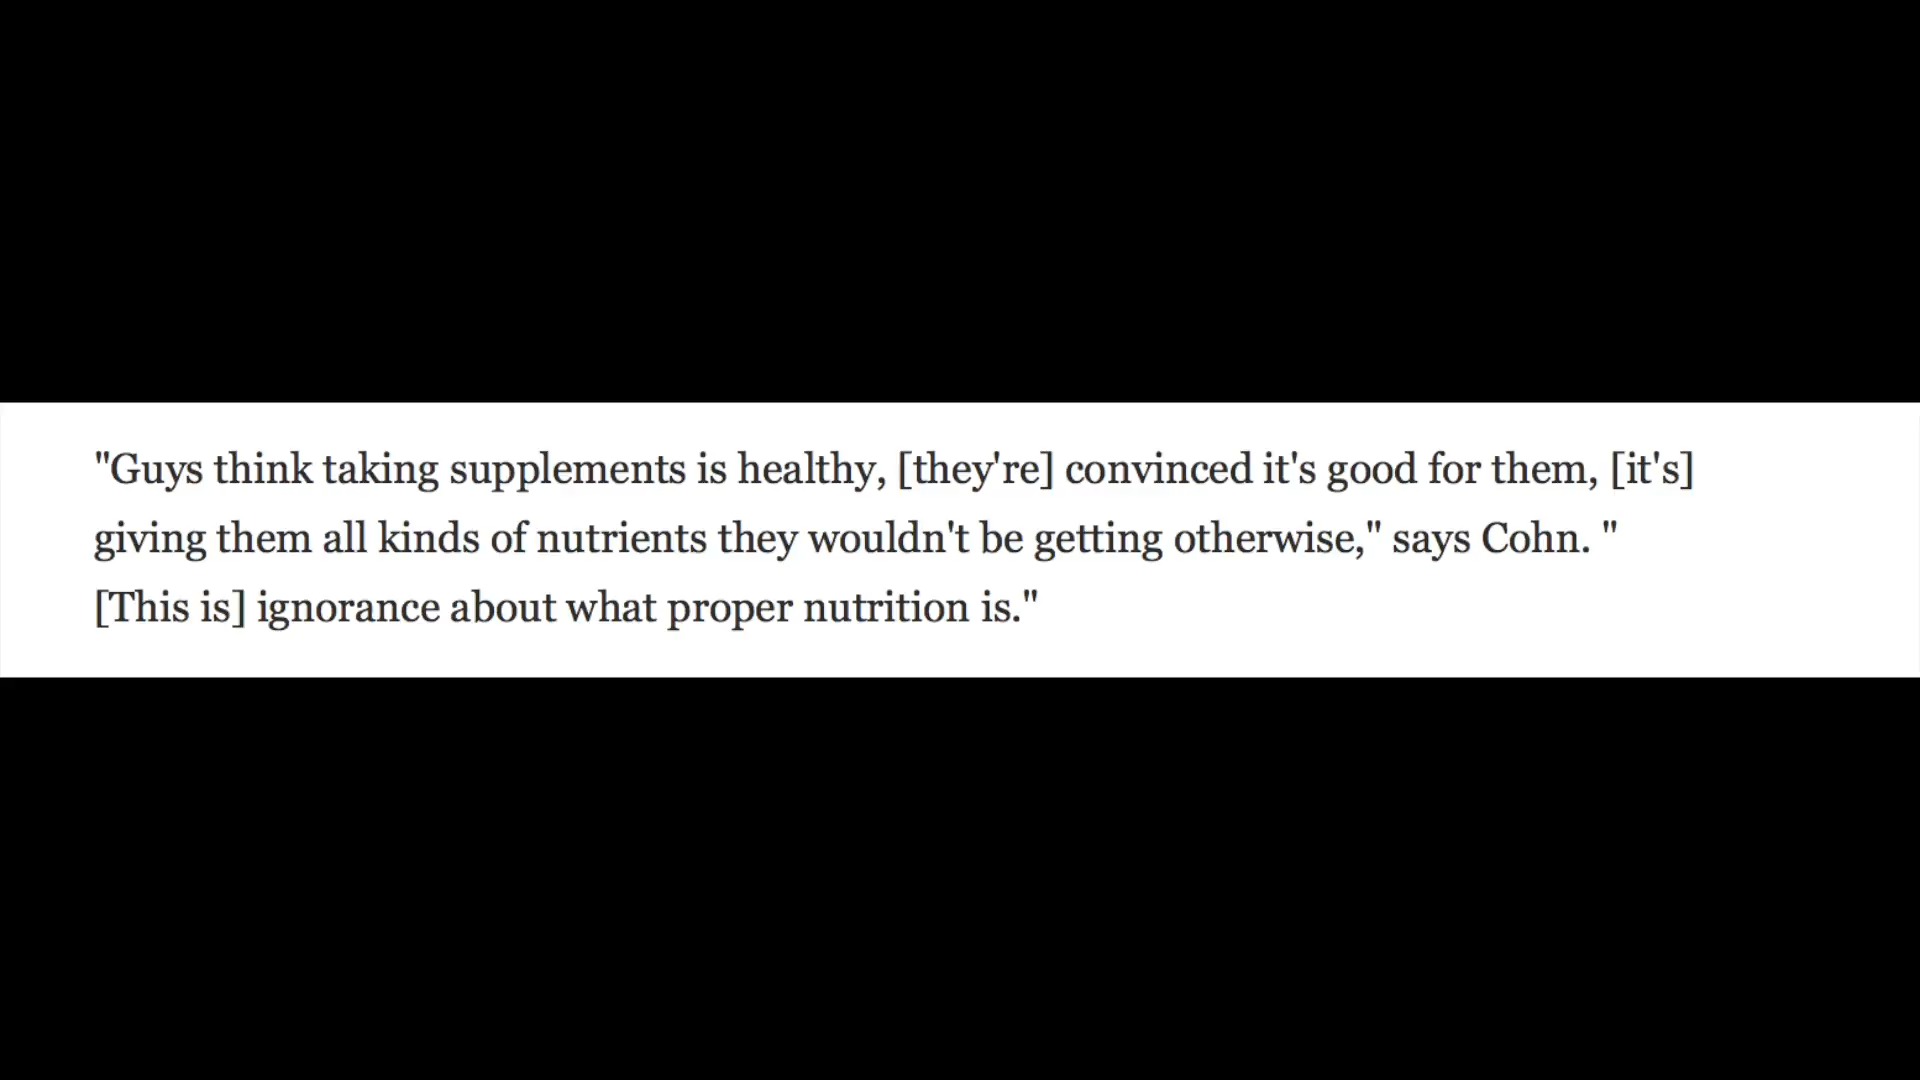 "Guys think taking supplements is healthy, [they're] convinced it's good for them, [it's]
giving them all kinds of nutrients they wouldn't be getting otherwise," says Cohn. "
[This is] ignorance about what proper nutrition is."